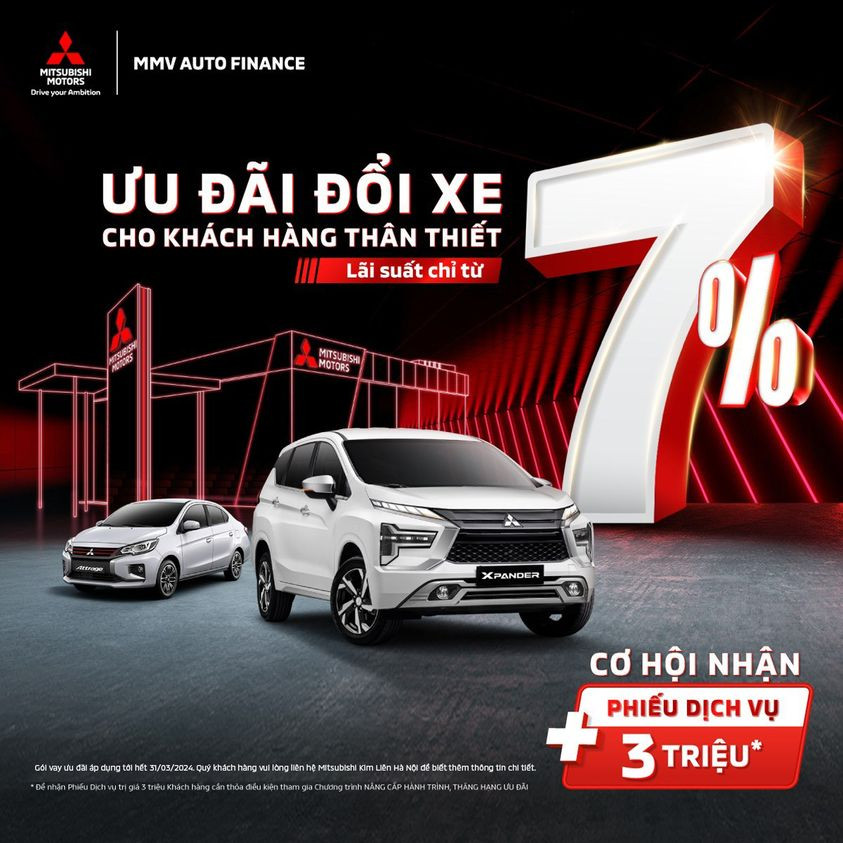 MITSUBISHI
MOTORS
Drive your Ambition
MMV AUTO FINANCE
ƯU ĐÃI ĐỔI XE
CHO KHÁCH HÀNG THÂN THIẾT
Lãi suất chỉ từ
7%
MITSUBISHI
MOTORS
MITSUBISHI
MOTORS
Attrage
XPANDER
CƠ HỘI NHẬN
+ PHIẾU DỊCH VỤ
3 TRIỆU*
Gói vay ưu đãi áp dụng tới hết 31/03/2024. Quý khách hàng vui lòng liên hệ Mitsubishi Kim Liên Hà Nội để biết thêm thông tin chi tiết.
* Để nhận Phiếu Dịch vụ trị giá 3 triệu Khách hàng cần thỏa điều kiện tham gia Chương trình NÂNG CẤP HÀNH TRÌNH, THĂNG HẠNG ƯU ĐÃI